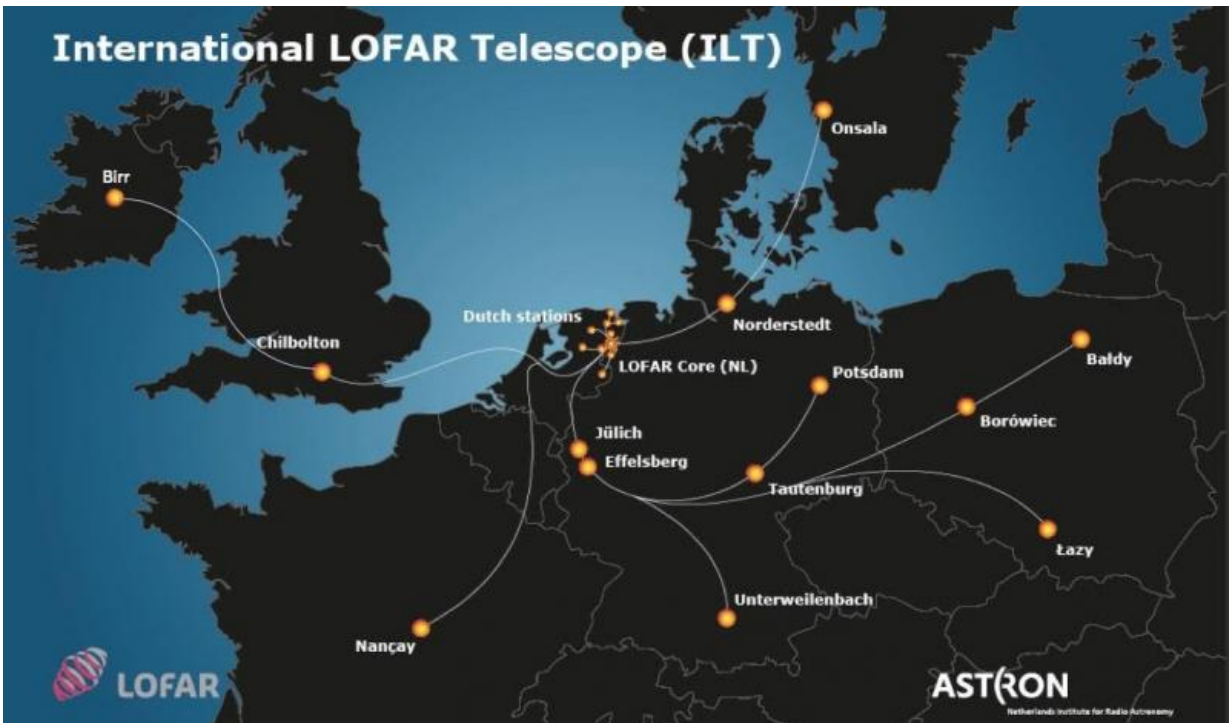 International LOFAR Telescope (ILT)
Onsala
Birr
Dutch stations
Norderstedt
Chilbolton
LOFAR Core (NL)
Potsdam
Bałdy
Borówiec
Jülich
Effelsberg
Tautenburg
Łazy
Unterweilenbach
Nançay
LOFAR
ASTRON
Netherlands Institute for Radio Astronomy